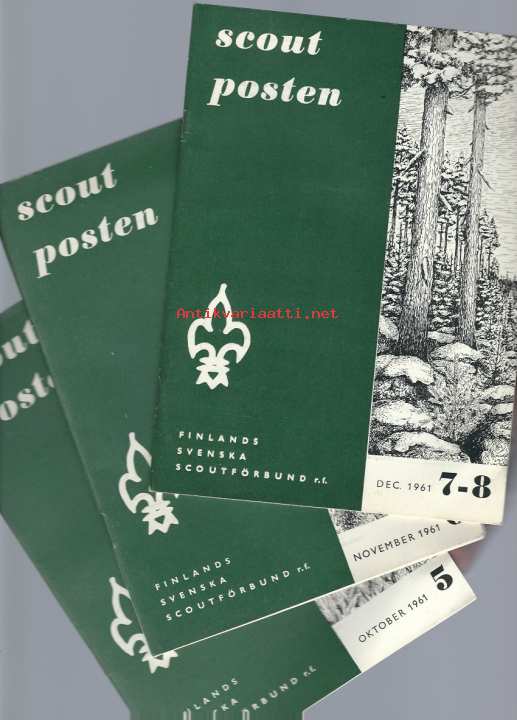 scout
posten
Antikvariaatti.net
FINLANDS
SVENSKA
SCOUTFÖRBUND r.f.
DEC. 1961 7-8
scout
posten
FINLANDS
SVENSKA
SCOUTFÖRBUND r.f.
NOVEMBER 1961
OKTOBER 1961 5